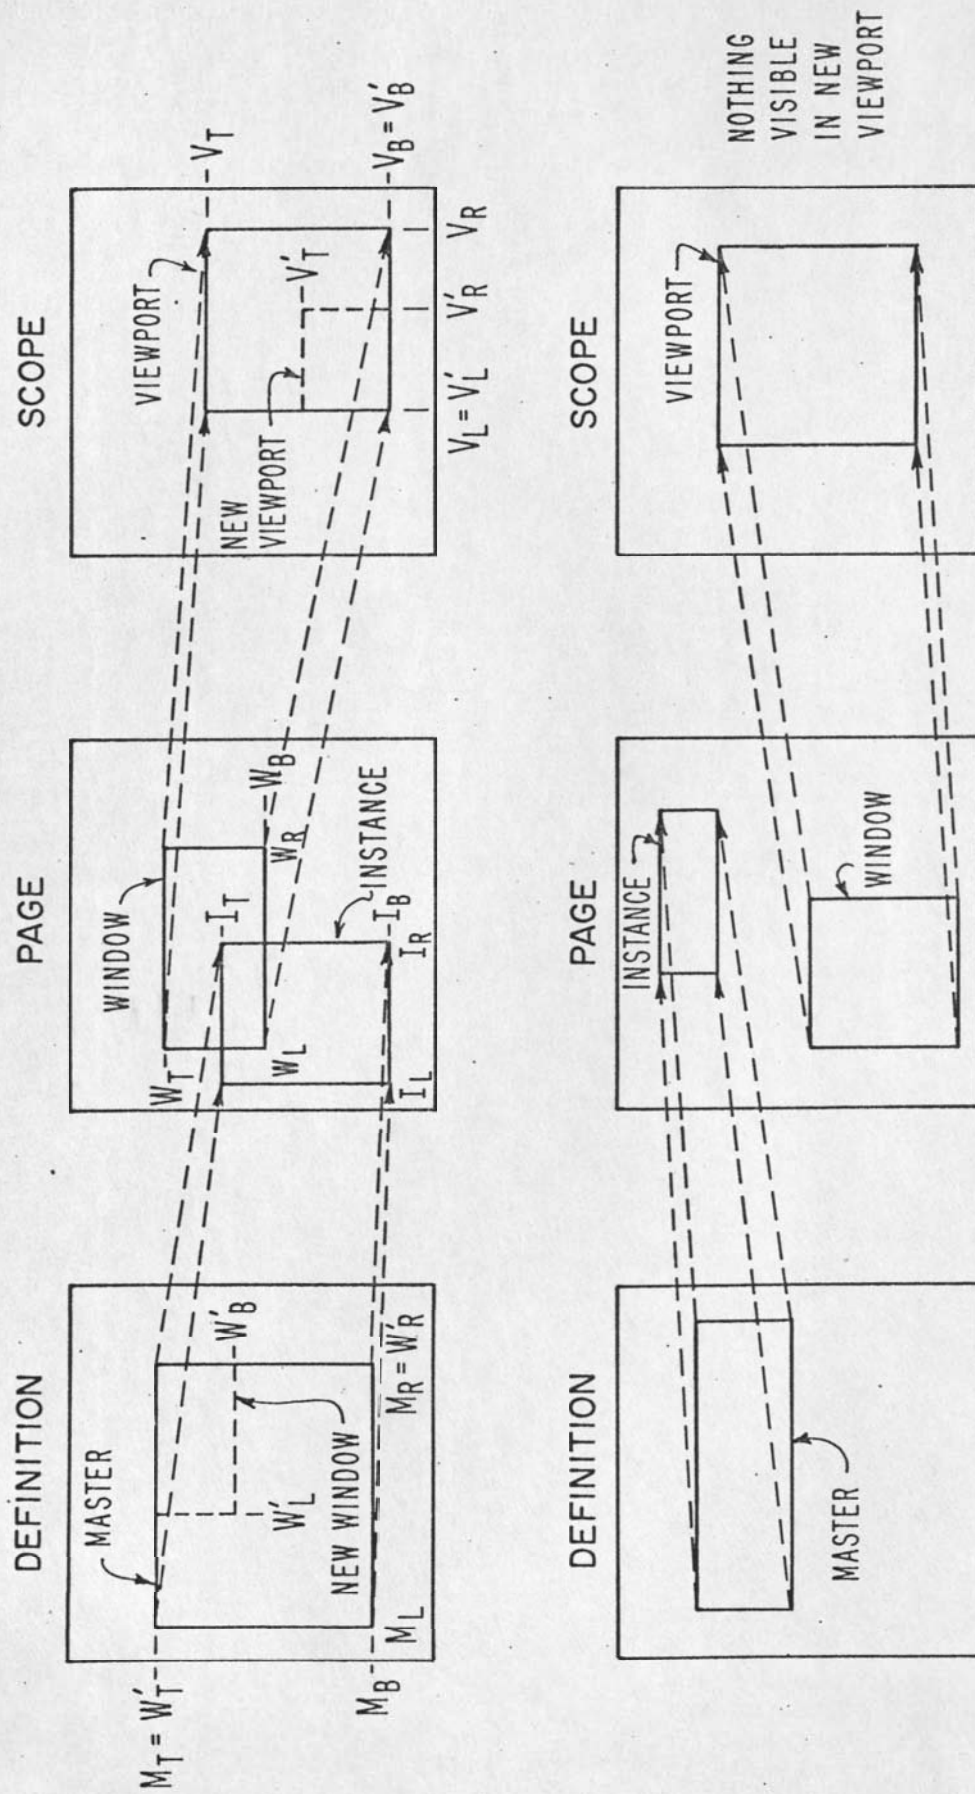 DEFINITION
PAGE
SCOPE
MASTER
M_T = W'_T
W'_B
W'_L
NEW WINDOW
M_B
M_L
M_R = W'_R
WINDOW
W_T
I_T
W_B
W_L
W_R
INSTANCE
I_B
I_L
I_R
VIEWPORT
V_T
NEW
VIEWPORT
V'_T
V_B = V'_B
V_L = V'_L
V'_R
V_R
DEFINITION
PAGE
SCOPE
MASTER
INSTANCE
WINDOW
VIEWPORT
NOTHING
VISIBLE
IN NEW
VIEWPORT